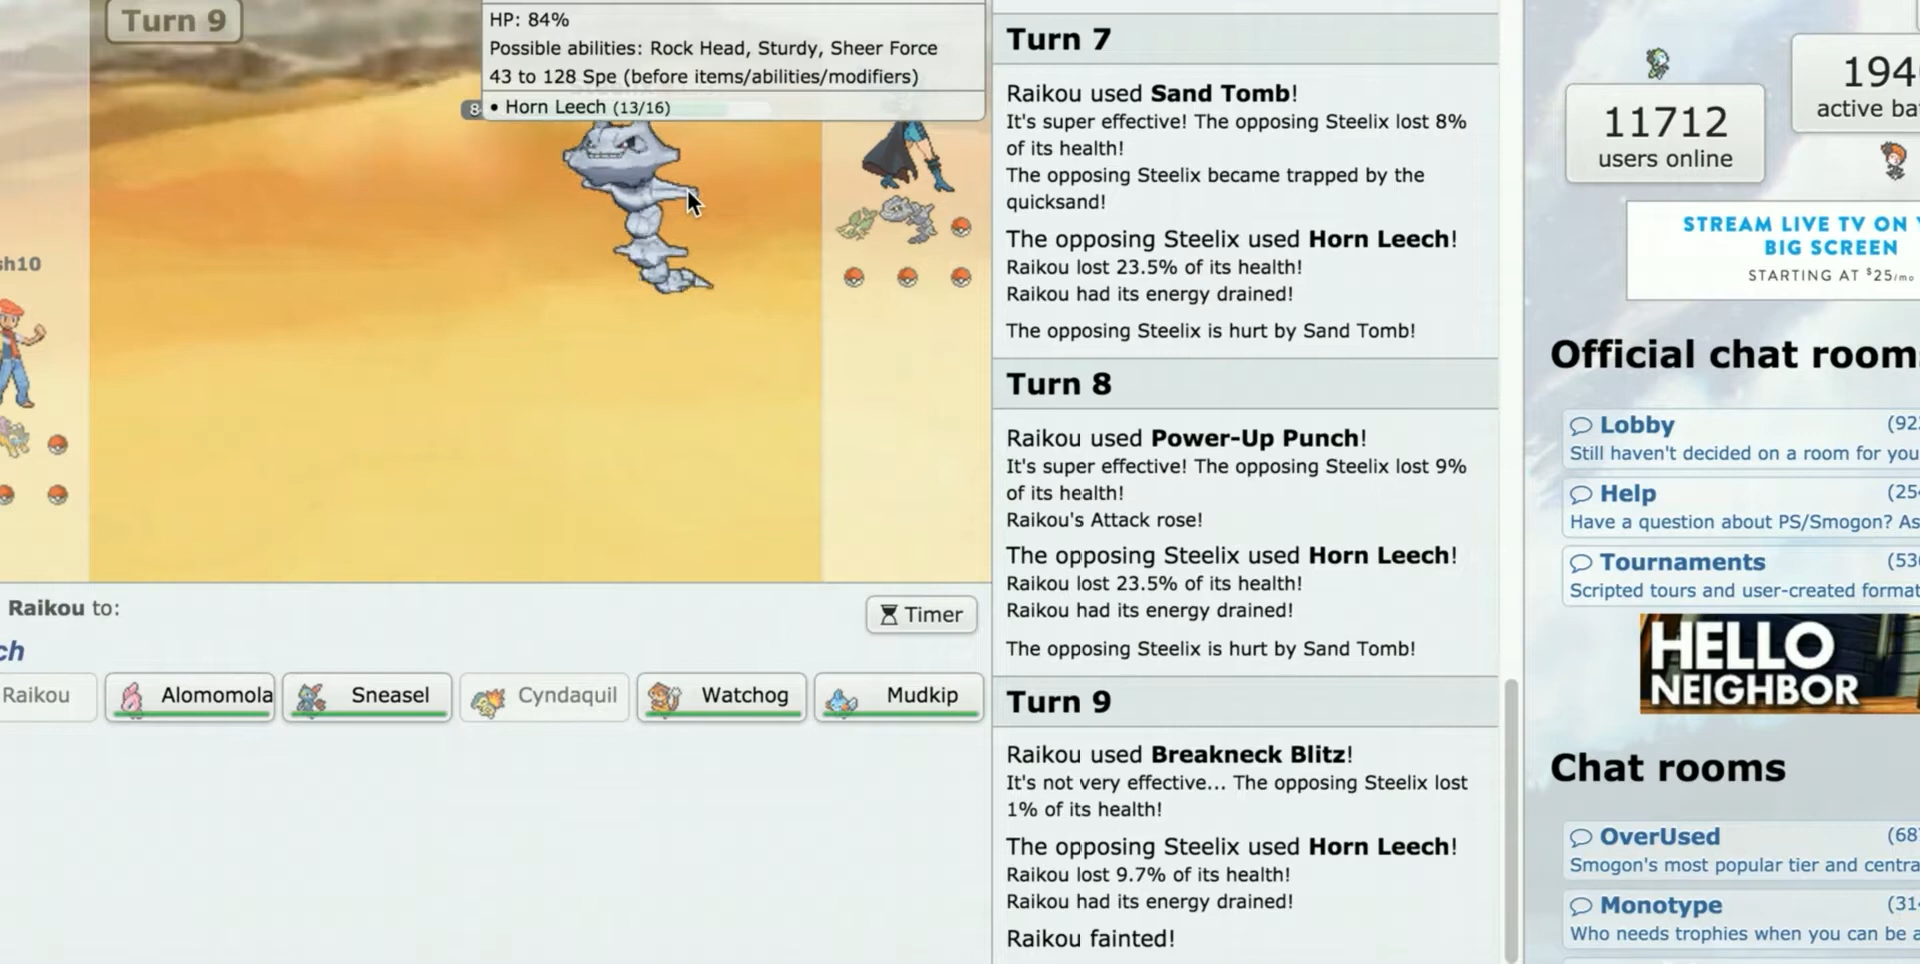 Turn 9
HP: 84%
Possible abilities: Rock Head, Sturdy, Sheer Force
43 to 128 Spe (before items/abilities/modifiers)
• Horn Leech (13/16)
8
sh10
Raikou to:
Timer
ch
Raikou
Alomomola
Sneasel
Cyndaquil
Watchog
Mudkip
Turn 7
Raikou used Sand Tomb!
It's super effective! The opposing Steelix lost 8%
of its health!
The opposing Steelix became trapped by the
quicksand!
The opposing Steelix used Horn Leech!
Raikou lost 23.5% of its health!
Raikou had its energy drained!
The opposing Steelix is hurt by Sand Tomb!
Turn 8
Raikou used Power-Up Punch!
It's super effective! The opposing Steelix lost 9%
of its health!
Raikou's Attack rose!
The opposing Steelix used Horn Leech!
Raikou lost 23.5% of its health!
Raikou had its energy drained!
The opposing Steelix is hurt by Sand Tomb!
Turn 9
Raikou used Breakneck Blitz!
It's not very effective... The opposing Steelix lost
1% of its health!
The opposing Steelix used Horn Leech!
Raikou lost 9.7% of its health!
Raikou had its energy drained!
Raikou fainted!
11712
users online
194
active ba
STREAM LIVE TV ON
BIG SCREEN
STARTING AT $25/mo
Official chat room
Lobby (92
Still haven't decided on a room for you
Help (25
Have a question about PS/Smogon? As
Tournaments (53
Scripted tours and user-created format
HELLO
NEIGHBOR
Chat rooms
OverUsed (68
Smogon's most popular tier and centra
Monotype (31
Who needs trophies when you can be a